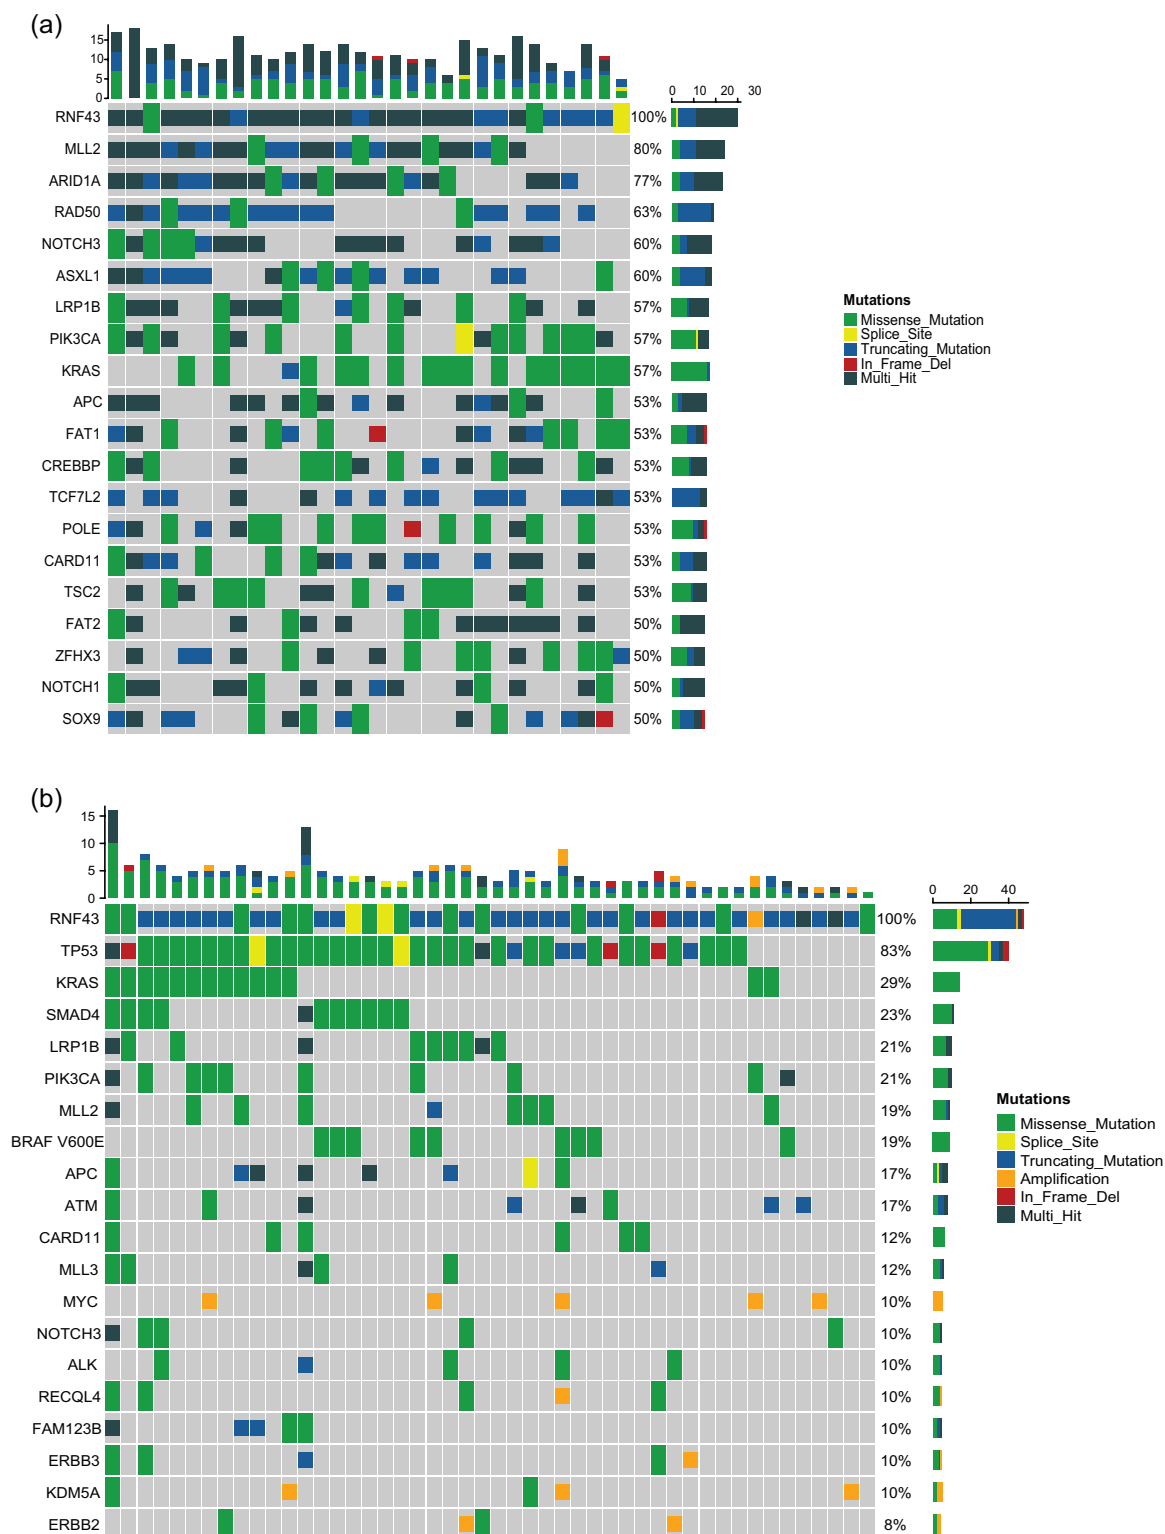 (a)
15
10
5
0
0 10 20 30
RNF43 100%
MLL2 80%
ARID1A 77%
RAD50 63%
NOTCH3 60%
ASXL1 60%
LRP1B 57%
PIK3CA 57%
KRAS 57%
APC 53%
FAT1 53%
CREBBP 53%
TCF7L2 53%
POLE 53%
CARD11 53%
TSC2 53%
FAT2 50%
ZFHX3 50%
NOTCH1 50%
SOX9 50%
Mutations
Missense_Mutation
Splice_Site
Truncating_Mutation
In_Frame_Del
Multi_Hit
(b)
15
10
5
0
0 20 40
RNF43 100%
TP53 83%
KRAS 29%
SMAD4 23%
LRP1B 21%
PIK3CA 21%
MLL2 19%
BRAF V600E 19%
APC 17%
ATM 17%
CARD11 12%
MLL3 12%
MYC 10%
NOTCH3 10%
ALK 10%
RECQL4 10%
FAM123B 10%
ERBB3 10%
KDM5A 10%
ERBB2 8%
Mutations
Missense_Mutation
Splice_Site
Truncating_Mutation
Amplification
In_Frame_Del
Multi_Hit